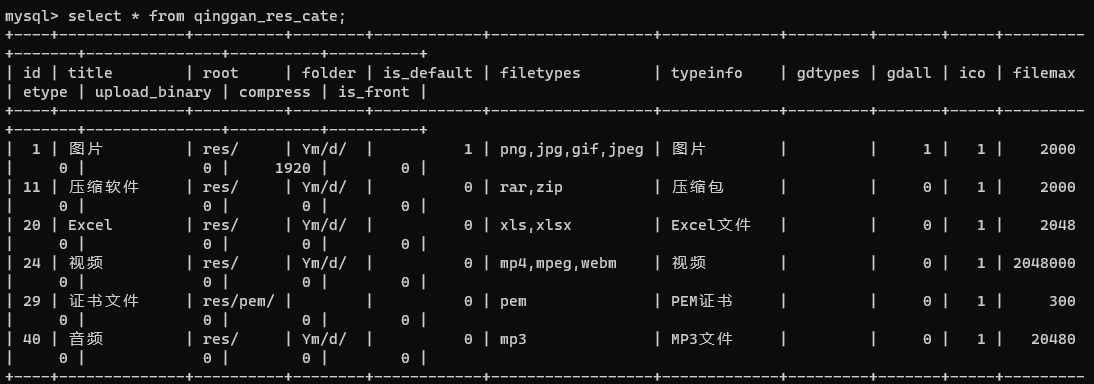 mysql> select * from qinggan_res_cate;
+----+--------------+----------+--------+------------+-----------------+------------+---------+-------+-----+---------
+-------+---------------+----------+----------+
| id | title        | root     | folder | is_default | filetypes       | typeinfo   | gdtypes | gdall | ico | filemax
| etype | upload_binary | compress | is_front |
+----+--------------+----------+--------+------------+-----------------+------------+---------+-------+-----+---------
+-------+---------------+----------+----------+
|  1 | 图片         | res/     | Ym/d/  |          1 | png,jpg,gif,jpeg | 图片       |         |     1 |   1 |    2000
|     0 |             0 |     1920 |        0 |
| 11 | 压缩软件     | res/     | Ym/d/  |          0 | rar,zip         | 压缩包     |         |     0 |   1 |    2000
|     0 |             0 |        0 |        0 |
| 20 | Excel        | res/     | Ym/d/  |          0 | xls,xlsx        | Excel文件  |         |     0 |   1 |    2048
|     0 |             0 |        0 |        0 |
| 24 | 视频         | res/     | Ym/d/  |          0 | mp4,mpeg,webm   | 视频       |         |     0 |   1 | 2048000
|     0 |             0 |        0 |        0 |
| 29 | 证书文件     | res/pem/ |        |          0 | pem             | PEM证书    |         |     0 |   1 |     300
|     0 |             0 |        0 |        0 |
| 40 | 音频         | res/     | Ym/d/  |          0 | mp3             | MP3文件    |         |     0 |   1 |   20480
|     0 |             0 |        0 |        0 |
+----+--------------+----------+--------+------------+-----------------+------------+---------+-------+-----+---------